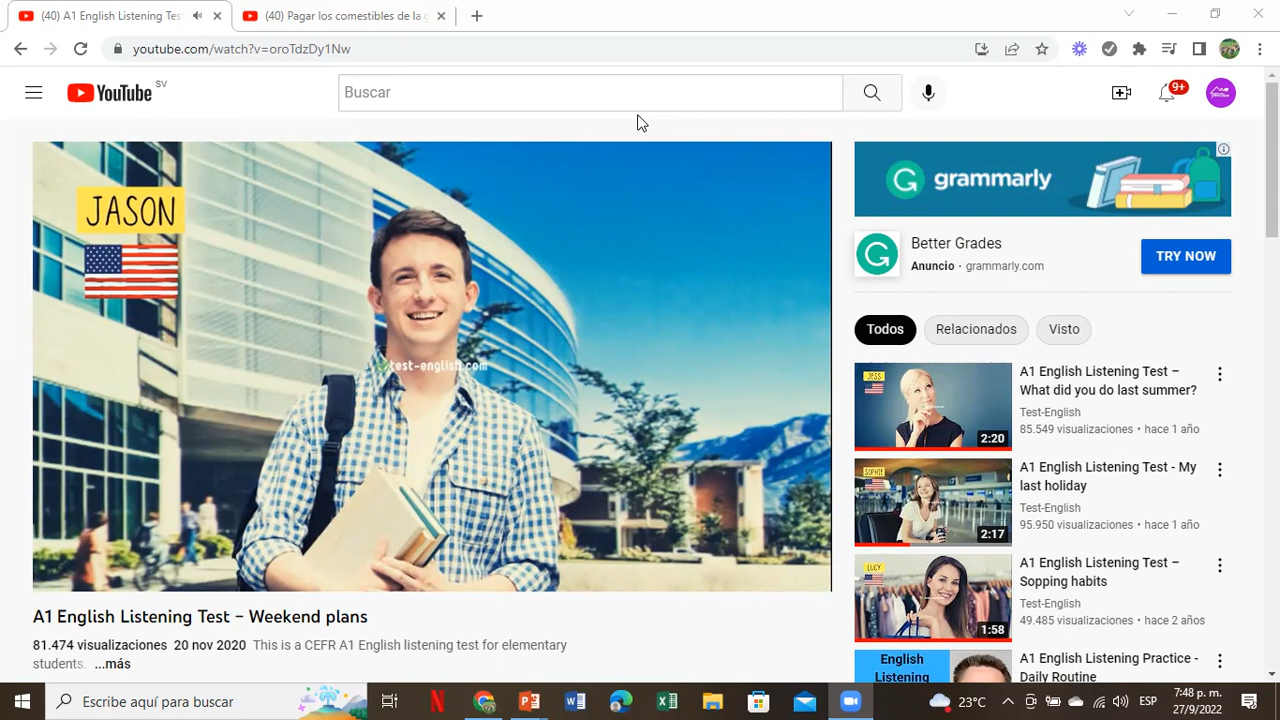 (40) A1 English Listening Tes
(40) Pagar los comestibles de la g
youtube.com/watch?v=oroTdzDy1Nw
YouTube SV
Buscar
9+
JASON
test-english.com
grammarly
Better Grades
Anuncio · grammarly.com
TRY NOW
Todos
Relacionados
Visto
JESS
2:20
A1 English Listening Test –
What did you do last summer?
Test-English
85.549 visualizaciones • hace 1 año
SOPHIE
2:17
A1 English Listening Test - My
last holiday
Test-English
95.950 visualizaciones • hace 1 año
LUCY
1:58
A1 English Listening Test –
Sopping habits
Test-English
49.485 visualizaciones • hace 2 años
English
Listening
A1 English Listening Practice -
Daily Routine
A1 English Listening Test – Weekend plans
81.474 visualizaciones 20 nov 2020 This is a CEFR A1 English listening test for elementary
students. ...más
Escribe aquí para buscar
23°C
ESP
7:48 p. m.
27/9/2022